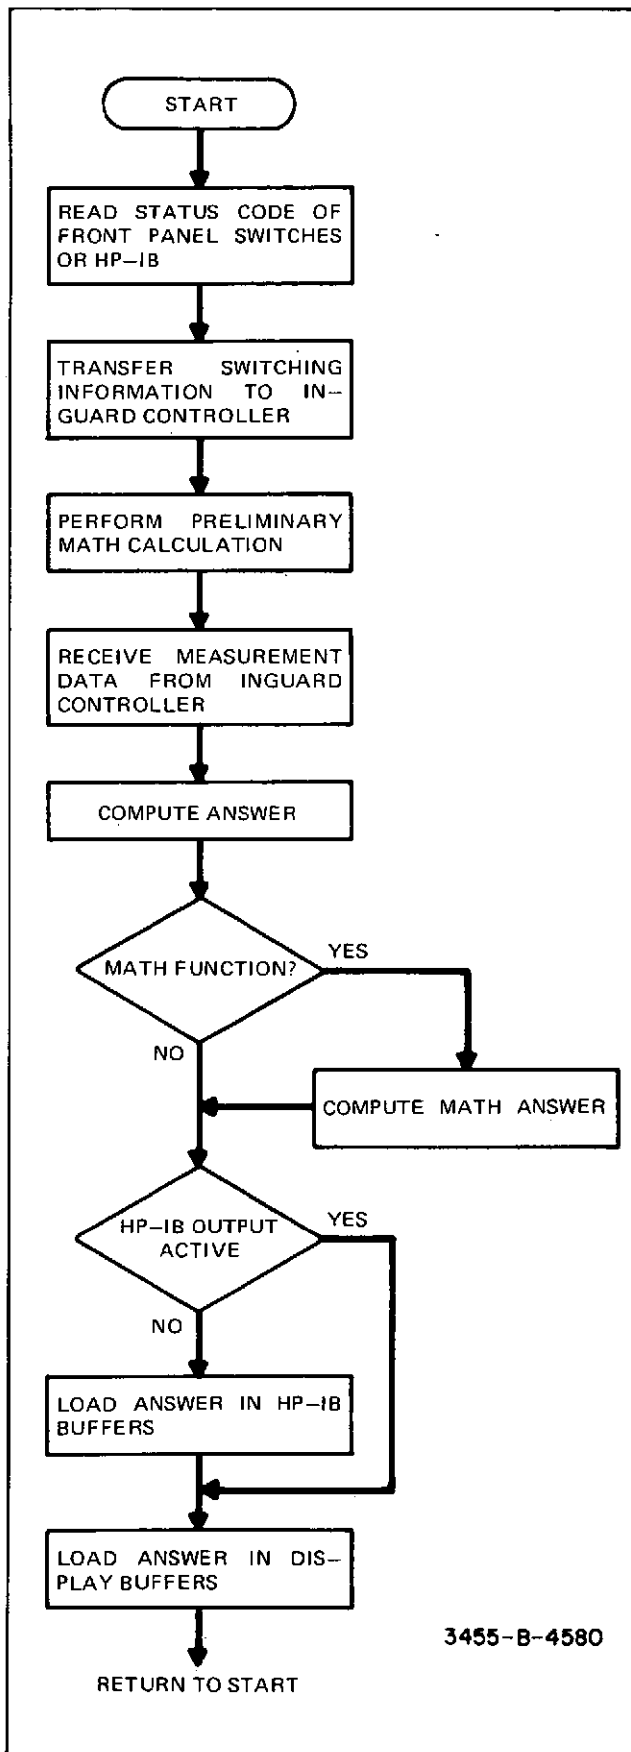 START
READ STATUS CODE OF
FRONT PANEL SWITCHES
OR HP-IB
TRANSFER SWITCHING
INFORMATION TO IN-
GUARD CONTROLLER
PERFORM PRELIMINARY
MATH CALCULATION
RECEIVE MEASUREMENT
DATA FROM INGUARD
CONTROLLER
COMPUTE ANSWER
MATH FUNCTION?
YES
NO
COMPUTE MATH ANSWER
HP-IB OUTPUT
ACTIVE
YES
NO
LOAD ANSWER IN HP-IB
BUFFERS
LOAD ANSWER IN DIS-
PLAY BUFFERS
3455-B-4580
RETURN TO START